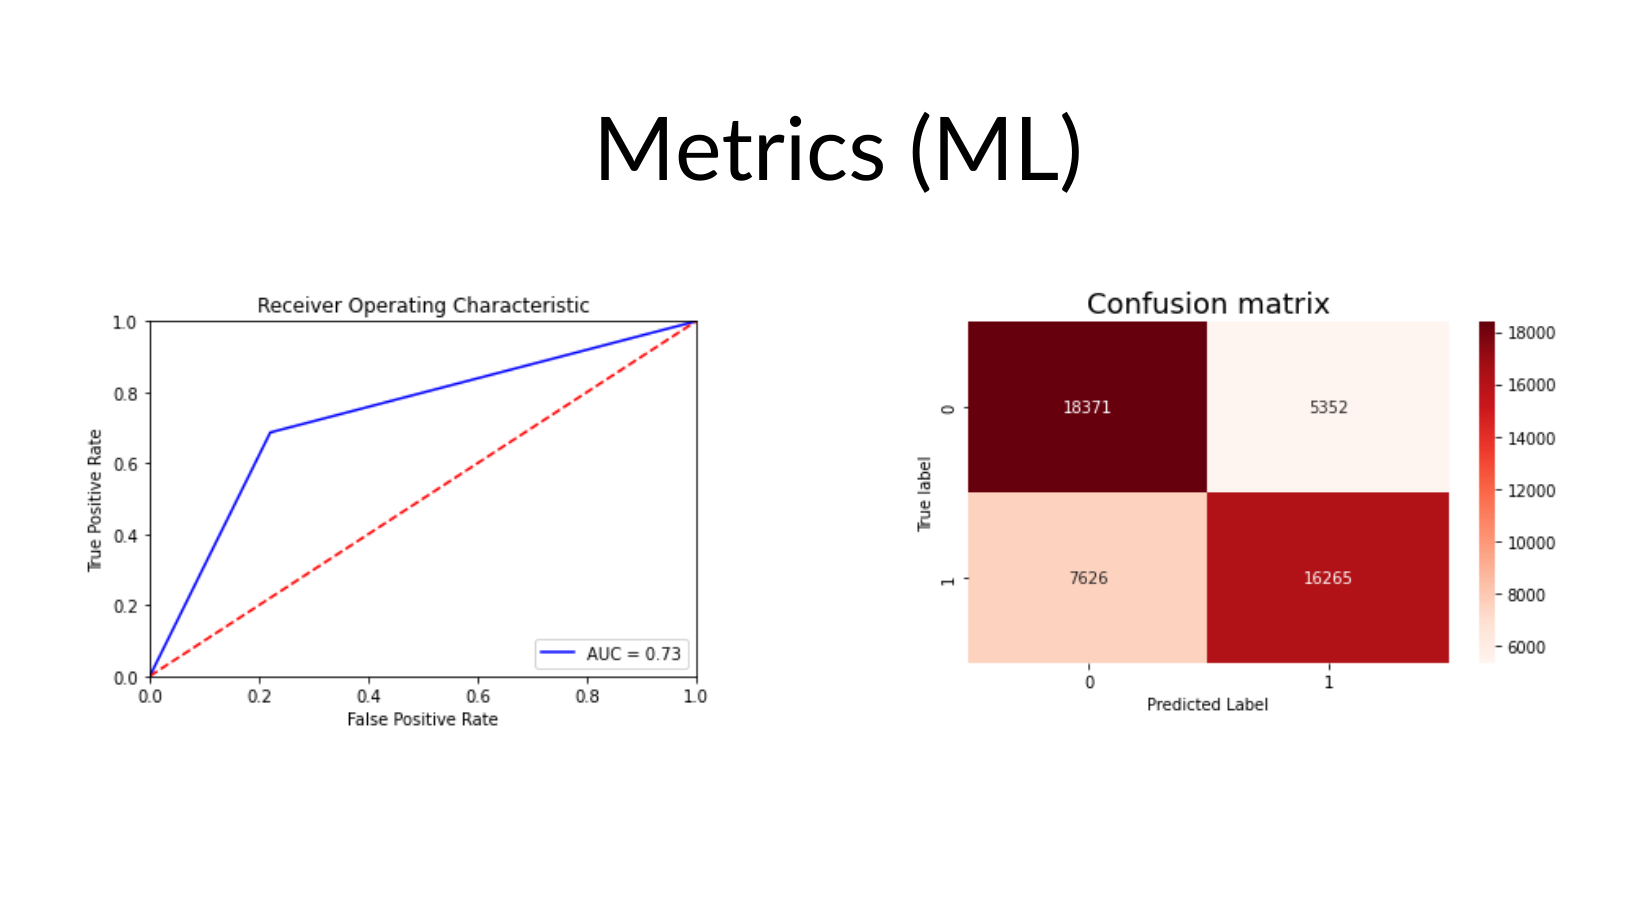 Metrics (ML)
Receiver Operating Characteristic
1.0
0.8
0.6
0.4
0.2
0.0
True Positive Rate
0.0 0.2 0.4 0.6 0.8 1.0
False Positive Rate
AUC = 0.73
Confusion matrix
0
1
True label
18371 5352
7626 16265
0 1
Predicted Label
18000
16000
14000
12000
10000
8000
6000